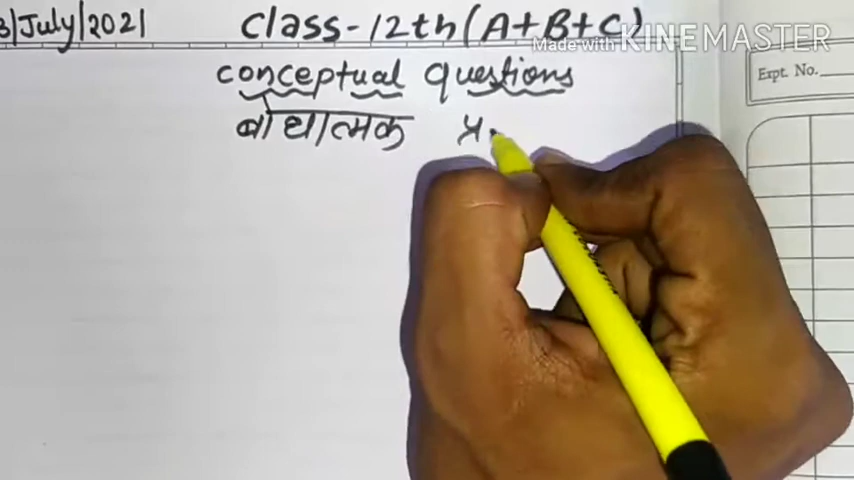 3/July/2021 Class-12th (A+B+C)
Made with KINEMASTER
conceptual questions
Expt. No.
बोधात्मक प्र